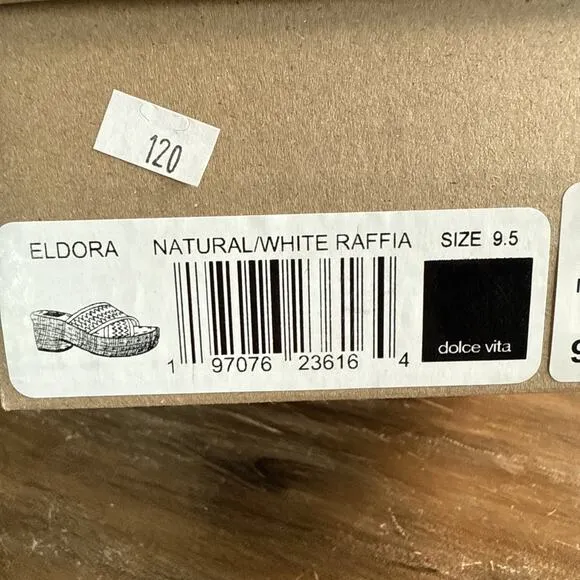 120
ELDORA NATURAL/WHITE RAFFIA SIZE 9.5
1 97076 23616 4
dolce vita